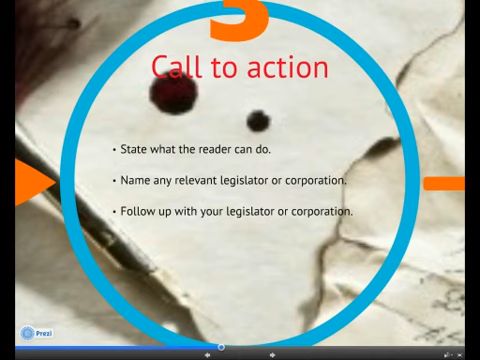 3
Call to action
• State what the reader can do.
• Name any relevant legislator or corporation.
• Follow up with your legislator or corporation.
Prezi